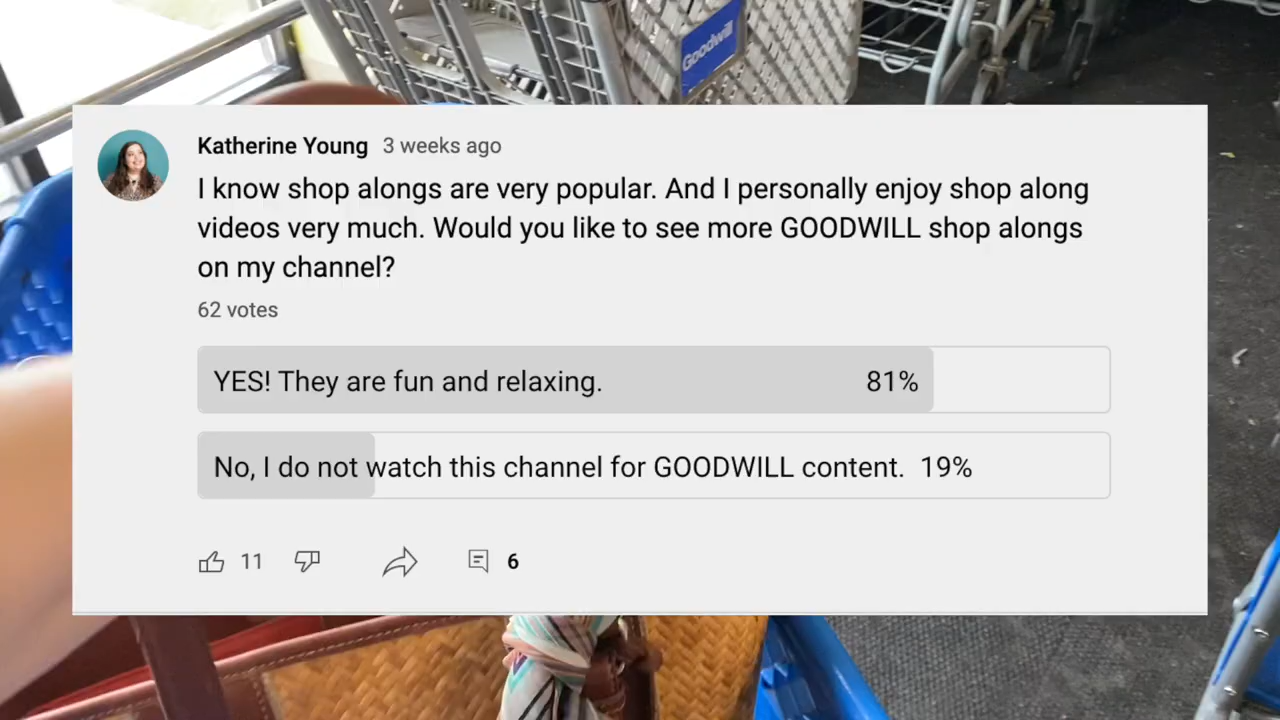 Goodwill
Katherine Young 3 weeks ago
I know shop alongs are very popular. And I personally enjoy shop along
videos very much. Would you like to see more GOODWILL shop alongs
on my channel?
62 votes
YES! They are fun and relaxing. 81%
No, I do not watch this channel for GOODWILL content. 19%
11 6